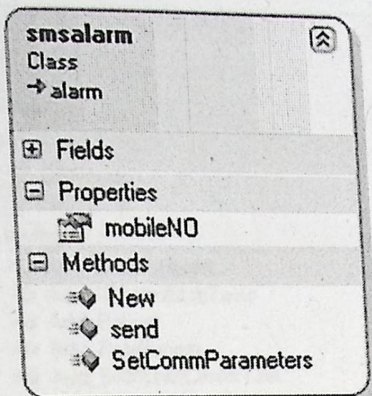 smsalarm
Class
alarm
Fields
Properties
mobileNO
Methods
New
send
SetCommParameters